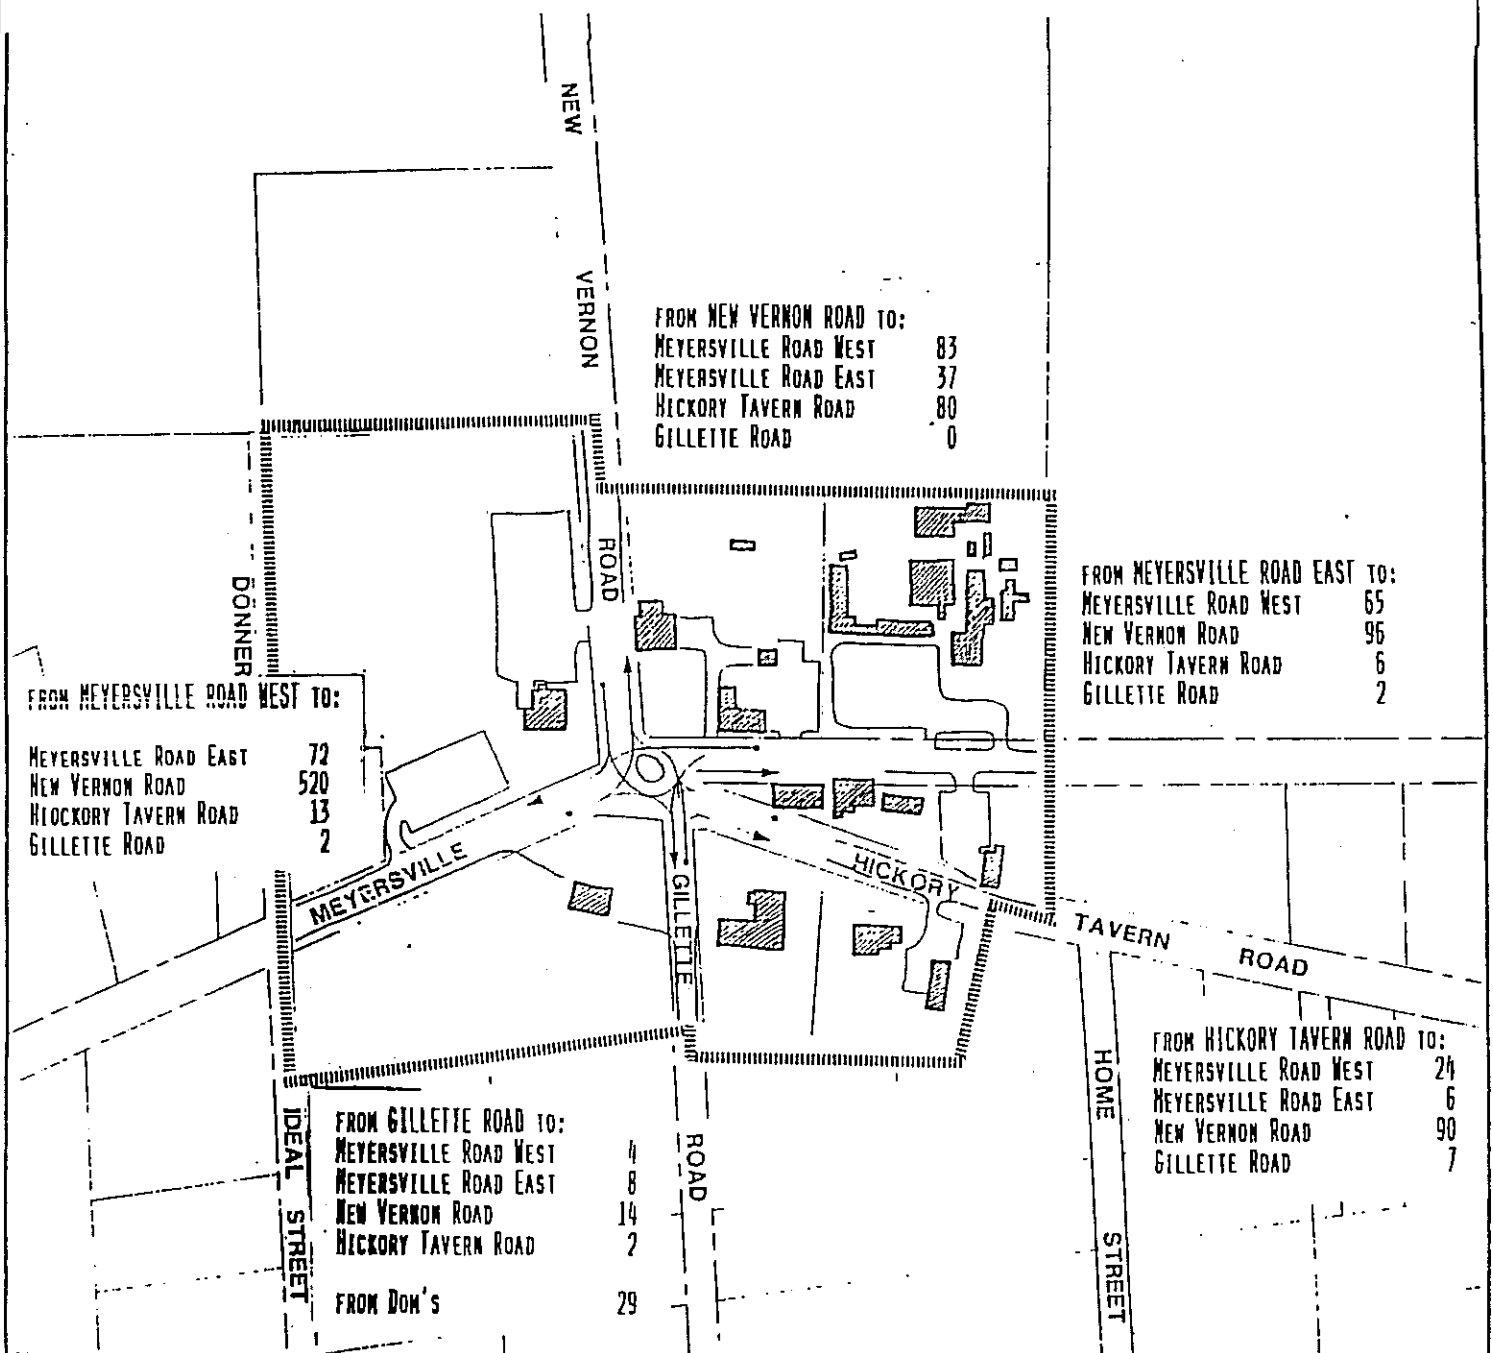 NEW
VERNON
ROAD
FROM NEW VERNON ROAD TO:
MEYERSVILLE ROAD WEST 83
MEYERSVILLE ROAD EAST 37
HICKORY TAVERN ROAD 80
GILLETTE ROAD 0
DONNER
FROM MEYERSVILLE ROAD EAST TO:
MEYERSVILLE ROAD WEST 65
NEW VERNON ROAD 96
HICKORY TAVERN ROAD 6
GILLETTE ROAD 2
FROM MEYERSVILLE ROAD WEST TO:
MEYERSVILLE ROAD EAST 72
NEW VERNON ROAD 520
HIOCKORY TAVERN ROAD 13
GILLETTE ROAD 2
MEYERSVILLE
GILLETTE
ROAD
HICKORY
TAVERN
ROAD
FROM HICKORY TAVERN ROAD TO:
MEYERSVILLE ROAD WEST 24
MEYERSVILLE ROAD EAST 6
NEW VERNON ROAD 90
GILLETTE ROAD 7
HOME
STREET
IDEAL
STREET
FROM GILLETTE ROAD TO:
MEYERSVILLE ROAD WEST 4
MEYERSVILLE ROAD EAST 8
NEW VERNON ROAD 14
HICKORY TAVERN ROAD 2
FROM DOM'S 29